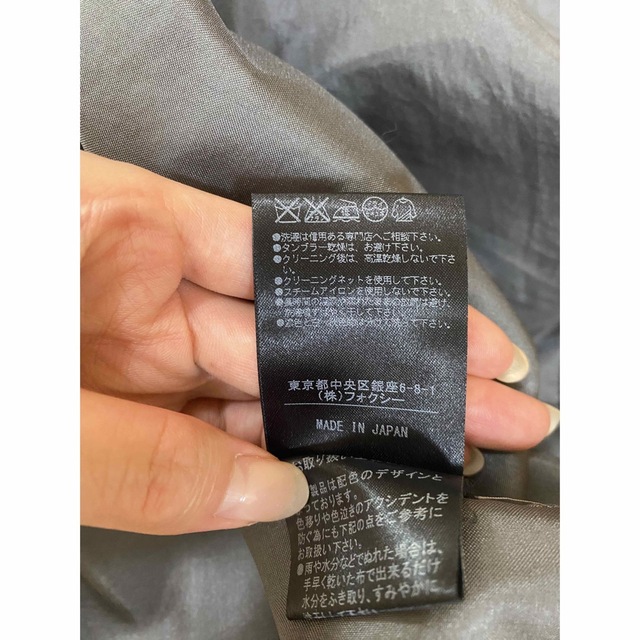 ●洗濯は信用ある専門店へご相談下さい。
●タンブラー乾燥は、お避け下さい。
●クリーニング後は、高温乾燥しないで下さ
い。
●クリーニングネットを使用して下さい。
●スチームアイロンを使用して下さい。
東京都中央区銀座6-8-1
(株)フォクシー
MADE IN JAPAN
お取り扱い
製品は配色のデザインと
っております。
色移りや色泣きのアクシデントを
防ぐ為にも下記の点をご参考に
お取扱い下さい。
●雨や水分などでぬれた場合は、
手早く乾いた布で出来るだけ
水分をふき取り、すみやかに